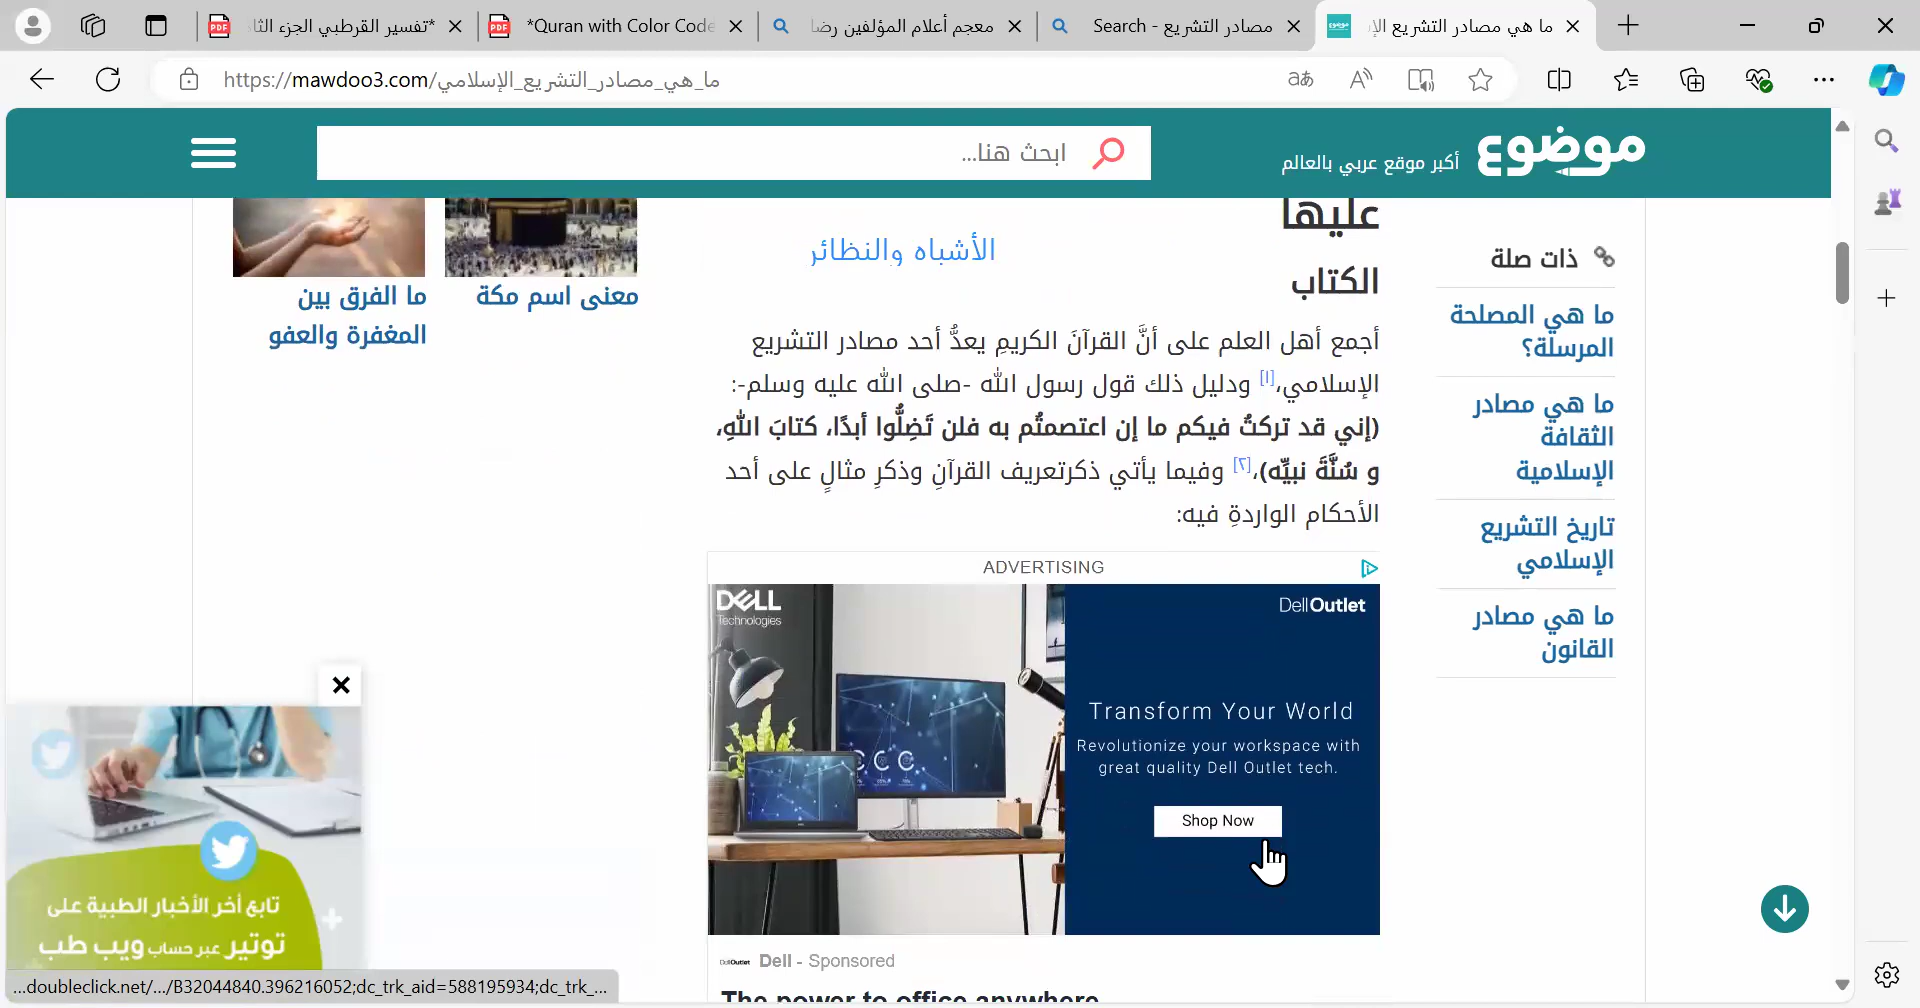 تفسير القرطبي الجزء الثا*
*Quran with Color Code
معجم أعلام المؤلفين رضا
مصادر التشريع - Search
ما هي مصادر التشريع الإ
https://mawdoo3.com/ما_هي_مصادر_التشريع_الإسلامي
موضوع
أكبر موقع عربي بالعالم
ابحث هنا...
ذات صلة
ما هي المصلحة
المرسلة؟
ما هي مصادر
الثقافة
الإسلامية
تاريخ التشريع
الإسلامي
ما هي مصادر
القانون
عليها
الأشباه والنظائر
الكتاب
أجمع أهل العلم على أنَّ القرآنَ الكريمِ يعدُّ أحد مصادر التشريع
الإسلامي،[١] ودليل ذلك قول رسول الله -صلى الله عليه وسلم-:
(إني قد تركتُ فيكم ما إن اعتصمتُم به فلن تَضِلُّوا أبدًا، كتابَ اللهِ،
و سُنَّةَ نبيِّه)،[٢] وفيما يأتي ذكرتعريف القرآنِ وذكرِ مثالٍ على أحد
الأحكام الواردةِ فيه:
ADVERTISING
DELL
Technologies
DellOutlet
Transform Your World
Revolutionize your workspace with
great quality Dell Outlet tech.
Shop Now
DellOutlet
Dell - Sponsored
The power to office anywhere
معنى اسم مكة
ما الفرق بين
المغفرة والعفو
تابع أخر الأخبار الطبية على
توتير عبر حساب ويب طب
...doubleclick.net/.../B32044840.396216052;dc_trk_aid=588195934;dc_trk_...